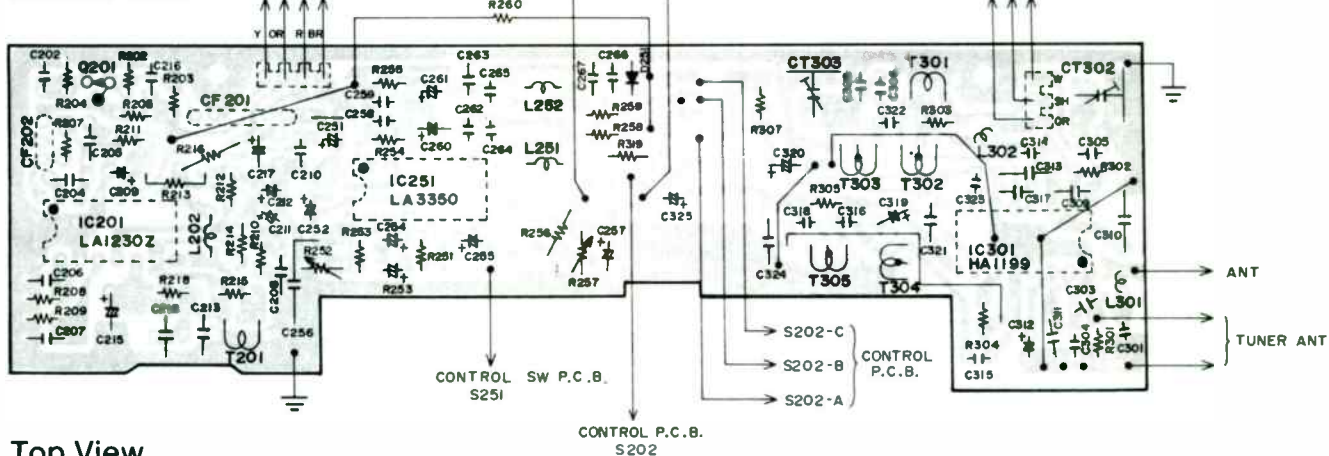 R260
Y OR R BR
C202
R202
C216
R203
Q201
R204
R205
CF201
R207
R211
CF202
C205
R216
C204
C209
R213
R212
C217
C210
C212
C211
C252
IC201
LA1230Z
L202
R214
R210
C206
R208
R209
C207
C215
R218
C213
R215
T201
C208
R252
C256
C259
C258
C251
R255
R254
C261
C260
C263
C262
C265
C264
IC251
LA3350
R253
C254
R251
C255
R253
L252
L251
C267
C266
D251
R259
R258
R319
R256
R257
C257
C325
R307
CT303
T301
C322
R303
C320
T303
T302
R305
C318
C316
C319
C324
T305
T304
C321
CT302
W
SH
OR
L302
C314
C313
C305
R302
C323
C317
C309
IC301
HA1199
C310
C303
L301
C312
C311
C304
R301
C301
R304
C315
ANT
TUNER ANT
CONTROL SW P.C.B.
S251
S202-C
S202-B
S202-A
CONTROL
P.C.B.
CONTROL P.C.B.
S202
Top View